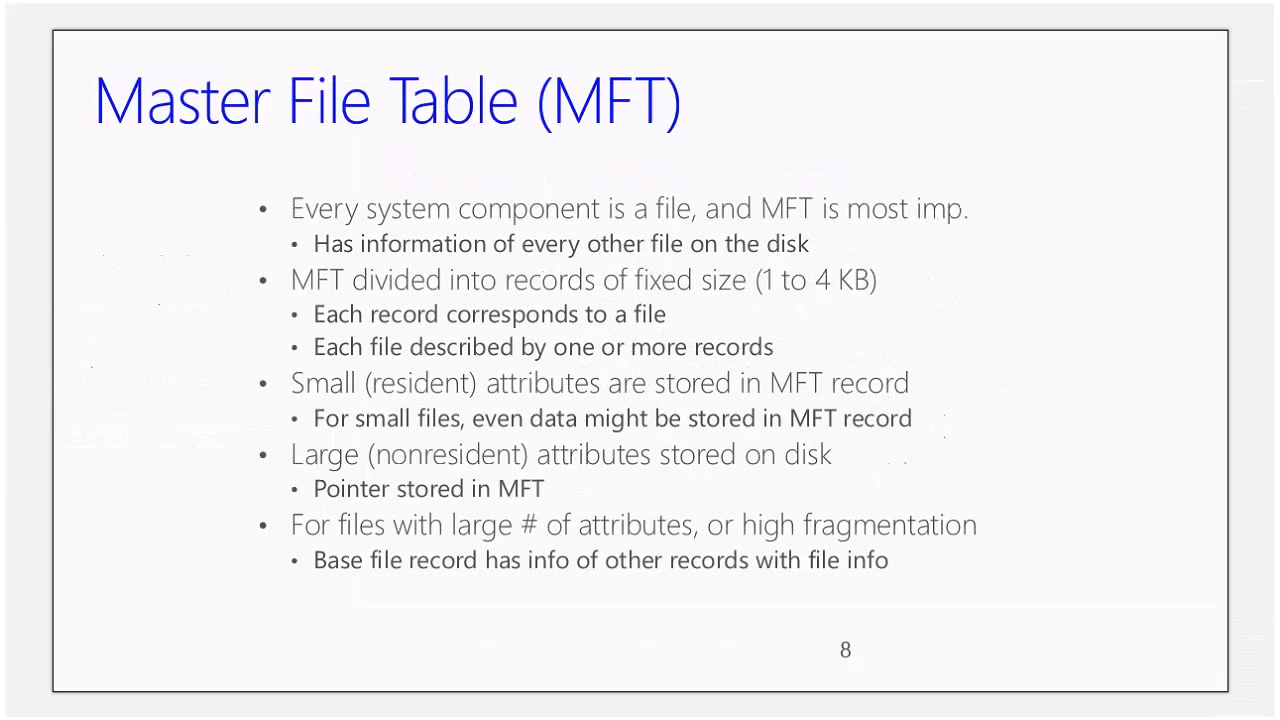 Master File Table (MFT)
• Every system component is a file, and MFT is most imp.
• Has information of every other file on the disk
• MFT divided into records of fixed size (1 to 4 KB)
• Each record corresponds to a file
• Each file described by one or more records
• Small (resident) attributes are stored in MFT record
• For small files, even data might be stored in MFT record
• Large (nonresident) attributes stored on disk
• Pointer stored in MFT
• For files with large # of attributes, or high fragmentation
• Base file record has info of other records with file info
8